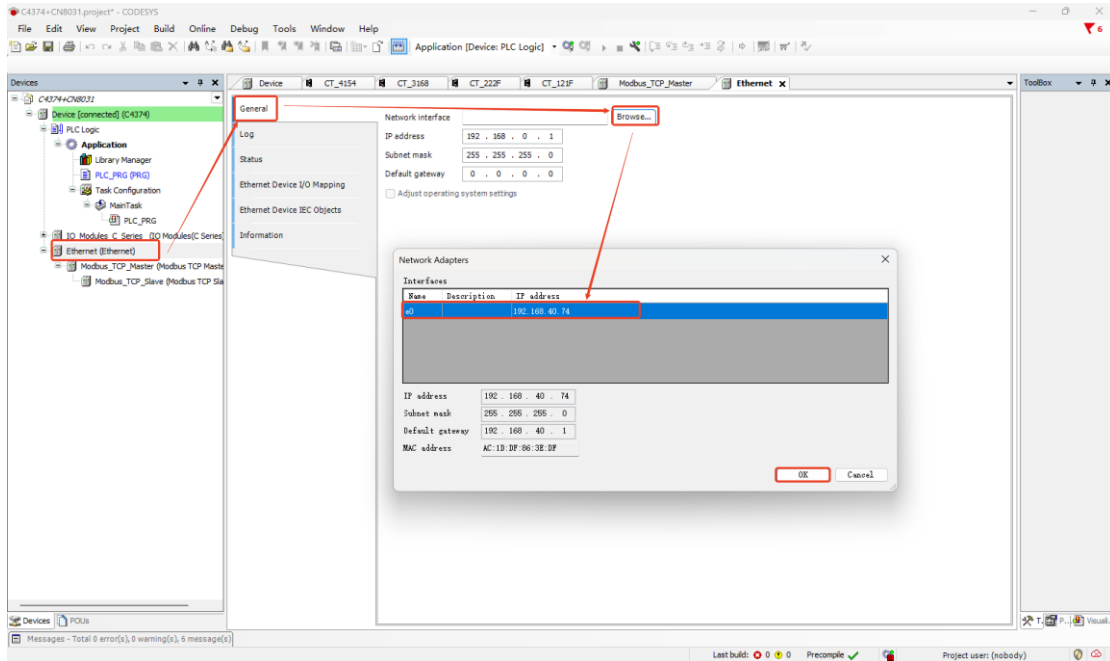 C4374+CN8031.project* - CODESYS
File Edit View Project Build Online Debug Tools Window Help
6
Application [Device: PLC Logic]
Devices
Device CT_4154 CT_3168 CT_222F CT_121F Modbus_TCP_Master Ethernet
ToolBox
C4374+CN8031
Device [connected] (C4374)
PLC Logic
Application
Library Manager
PLC_PRG (PRG)
Task Configuration
MainTask
PLC_PRG
IO_Modules_C_Series (IO Modules(C Series
Ethernet (Ethernet)
Modbus_TCP_Master (Modbus TCP Maste
Modbus_TCP_Slave (Modbus TCP Sla
General
Log
Status
Ethernet Device I/O Mapping
Ethernet Device IEC Objects
Information
Network interface Browse...
IP address 192 . 168 . 0 . 1
Subnet mask 255 . 255 . 255 . 0
Default gateway 0 . 0 . 0 . 0
Adjust operating system settings
Network Adapters
Interfaces
Name Description IP address
e0 192.168.40.74
IP address 192 . 168 . 40 . 74
Subnet mask 255 . 255 . 255 . 0
Default gateway 192 . 168 . 40 . 1
MAC address AC:1D:DF:86:3E:DF
OK Cancel
Devices POUs
T. P... Visuali.
Messages - Total 0 error(s), 0 warning(s), 6 message(s)
Last build: 0 0 Precompile Project user: (nobody)